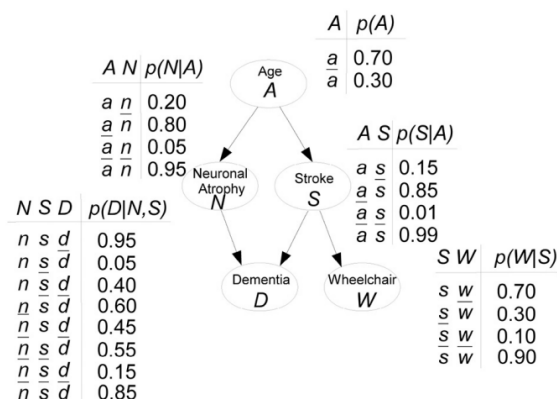 A p(A)
a 0.70
a 0.30
A N p(N|A)
a n 0.20
a n 0.80
a n 0.05
a n 0.95
Age
A
A S p(S|A)
a s 0.15
a s 0.85
a s 0.01
a s 0.99
Neuronal
Atrophy
N
Stroke
S
N S D p(D|N,S)
n s d 0.95
n s d 0.05
n s d 0.40
n s d 0.60
n s d 0.45
n s d 0.55
n s d 0.15
n s d 0.85
Dementia
D
Wheelchair
W
S W p(W|S)
s w 0.70
s w 0.30
s w 0.10
s w 0.90